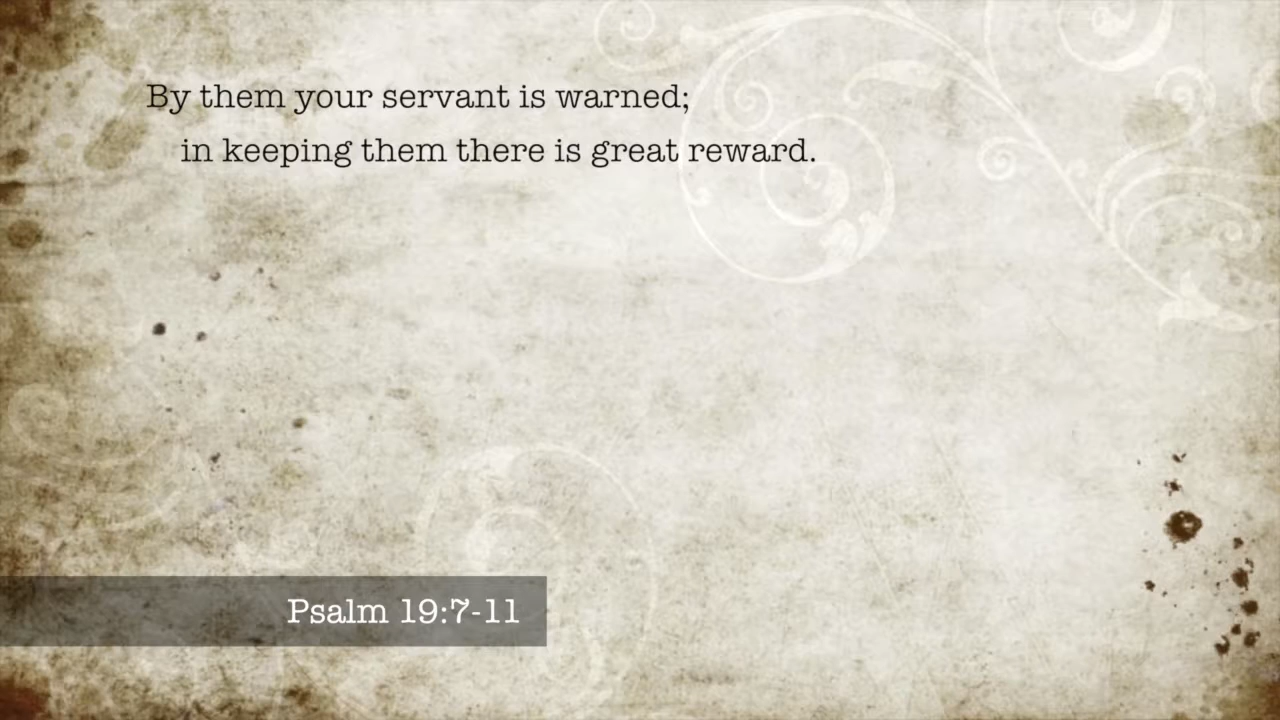 By them your servant is warned;
in keeping them there is great reward.
Psalm 19:7-11